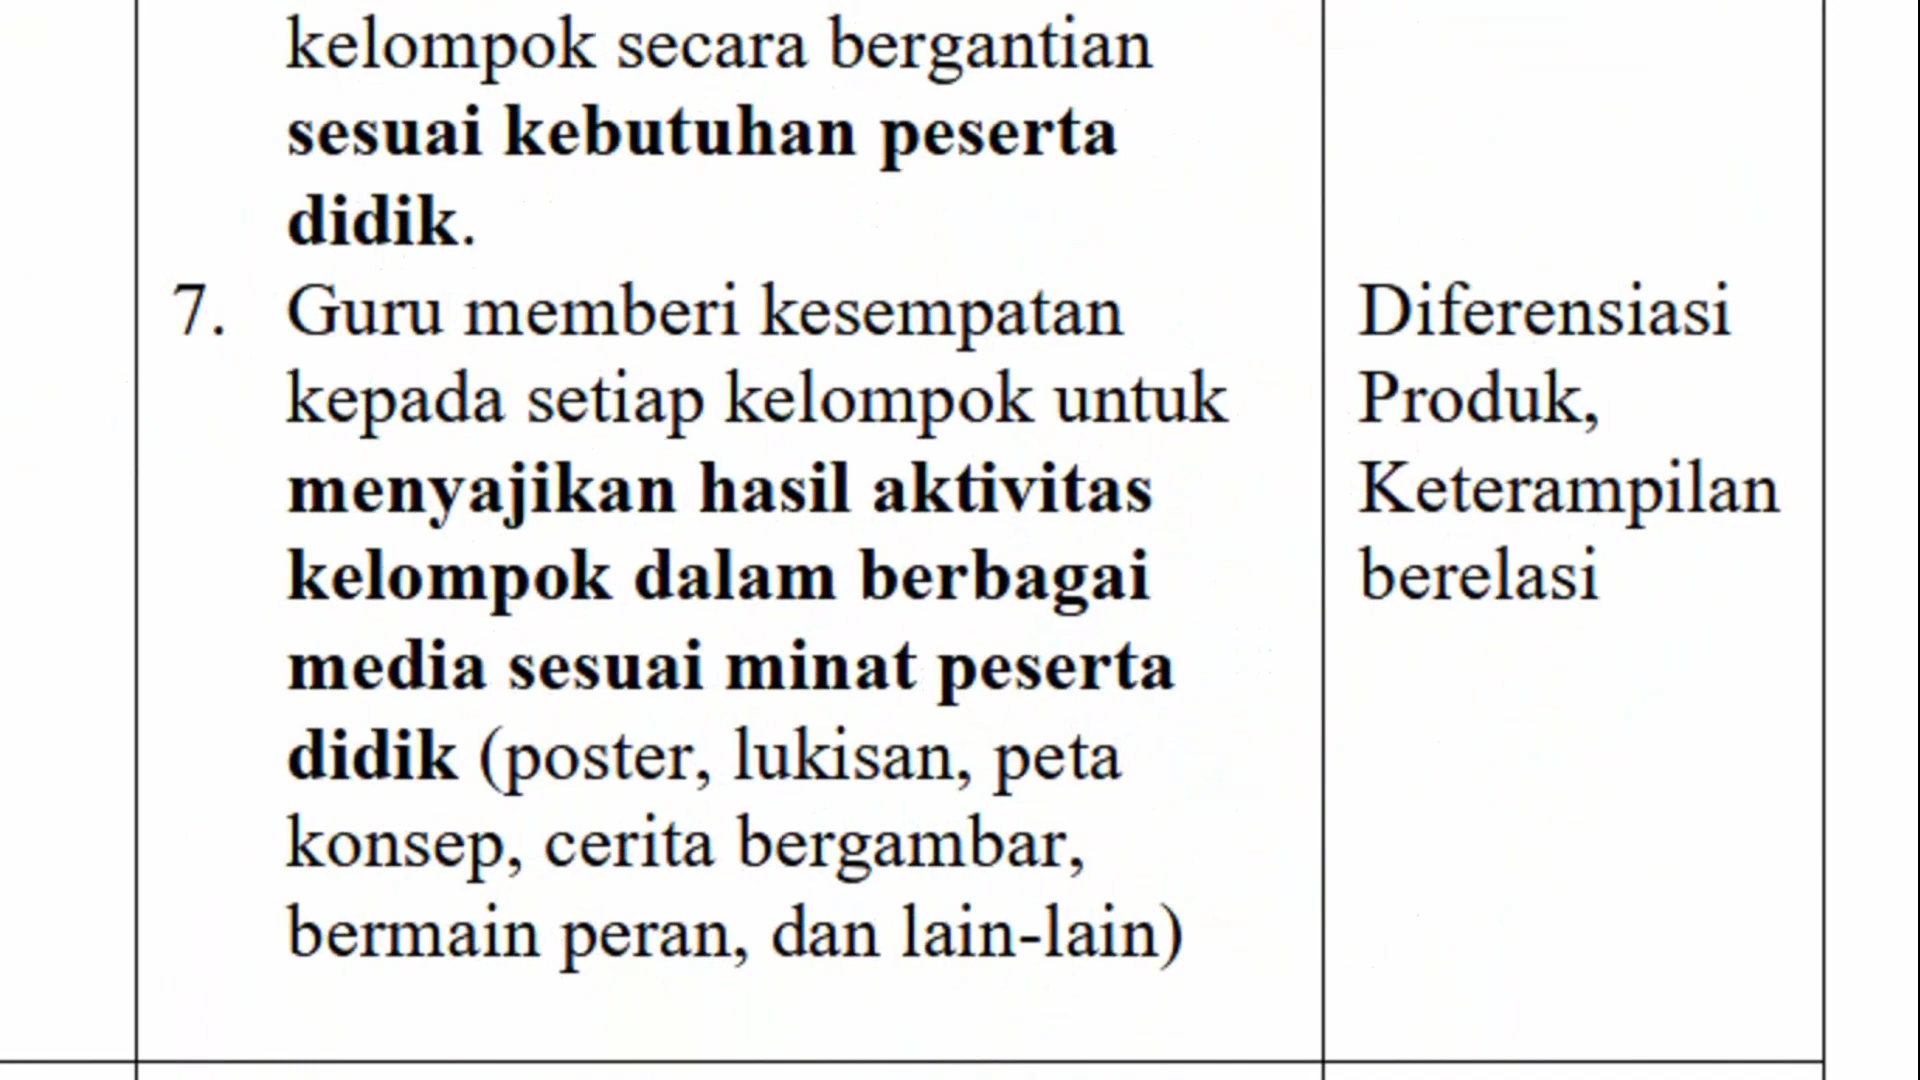 kelompok secara bergantian
sesuai kebutuhan peserta
didik.
7. Guru memberi kesempatan
kepada setiap kelompok untuk
menyajikan hasil aktivitas
kelompok dalam berbagai
media sesuai minat peserta
didik (poster, lukisan, peta
konsep, cerita bergambar,
bermain peran, dan lain-lain)
Diferensiasi
Produk,
Keterampilan
berelasi